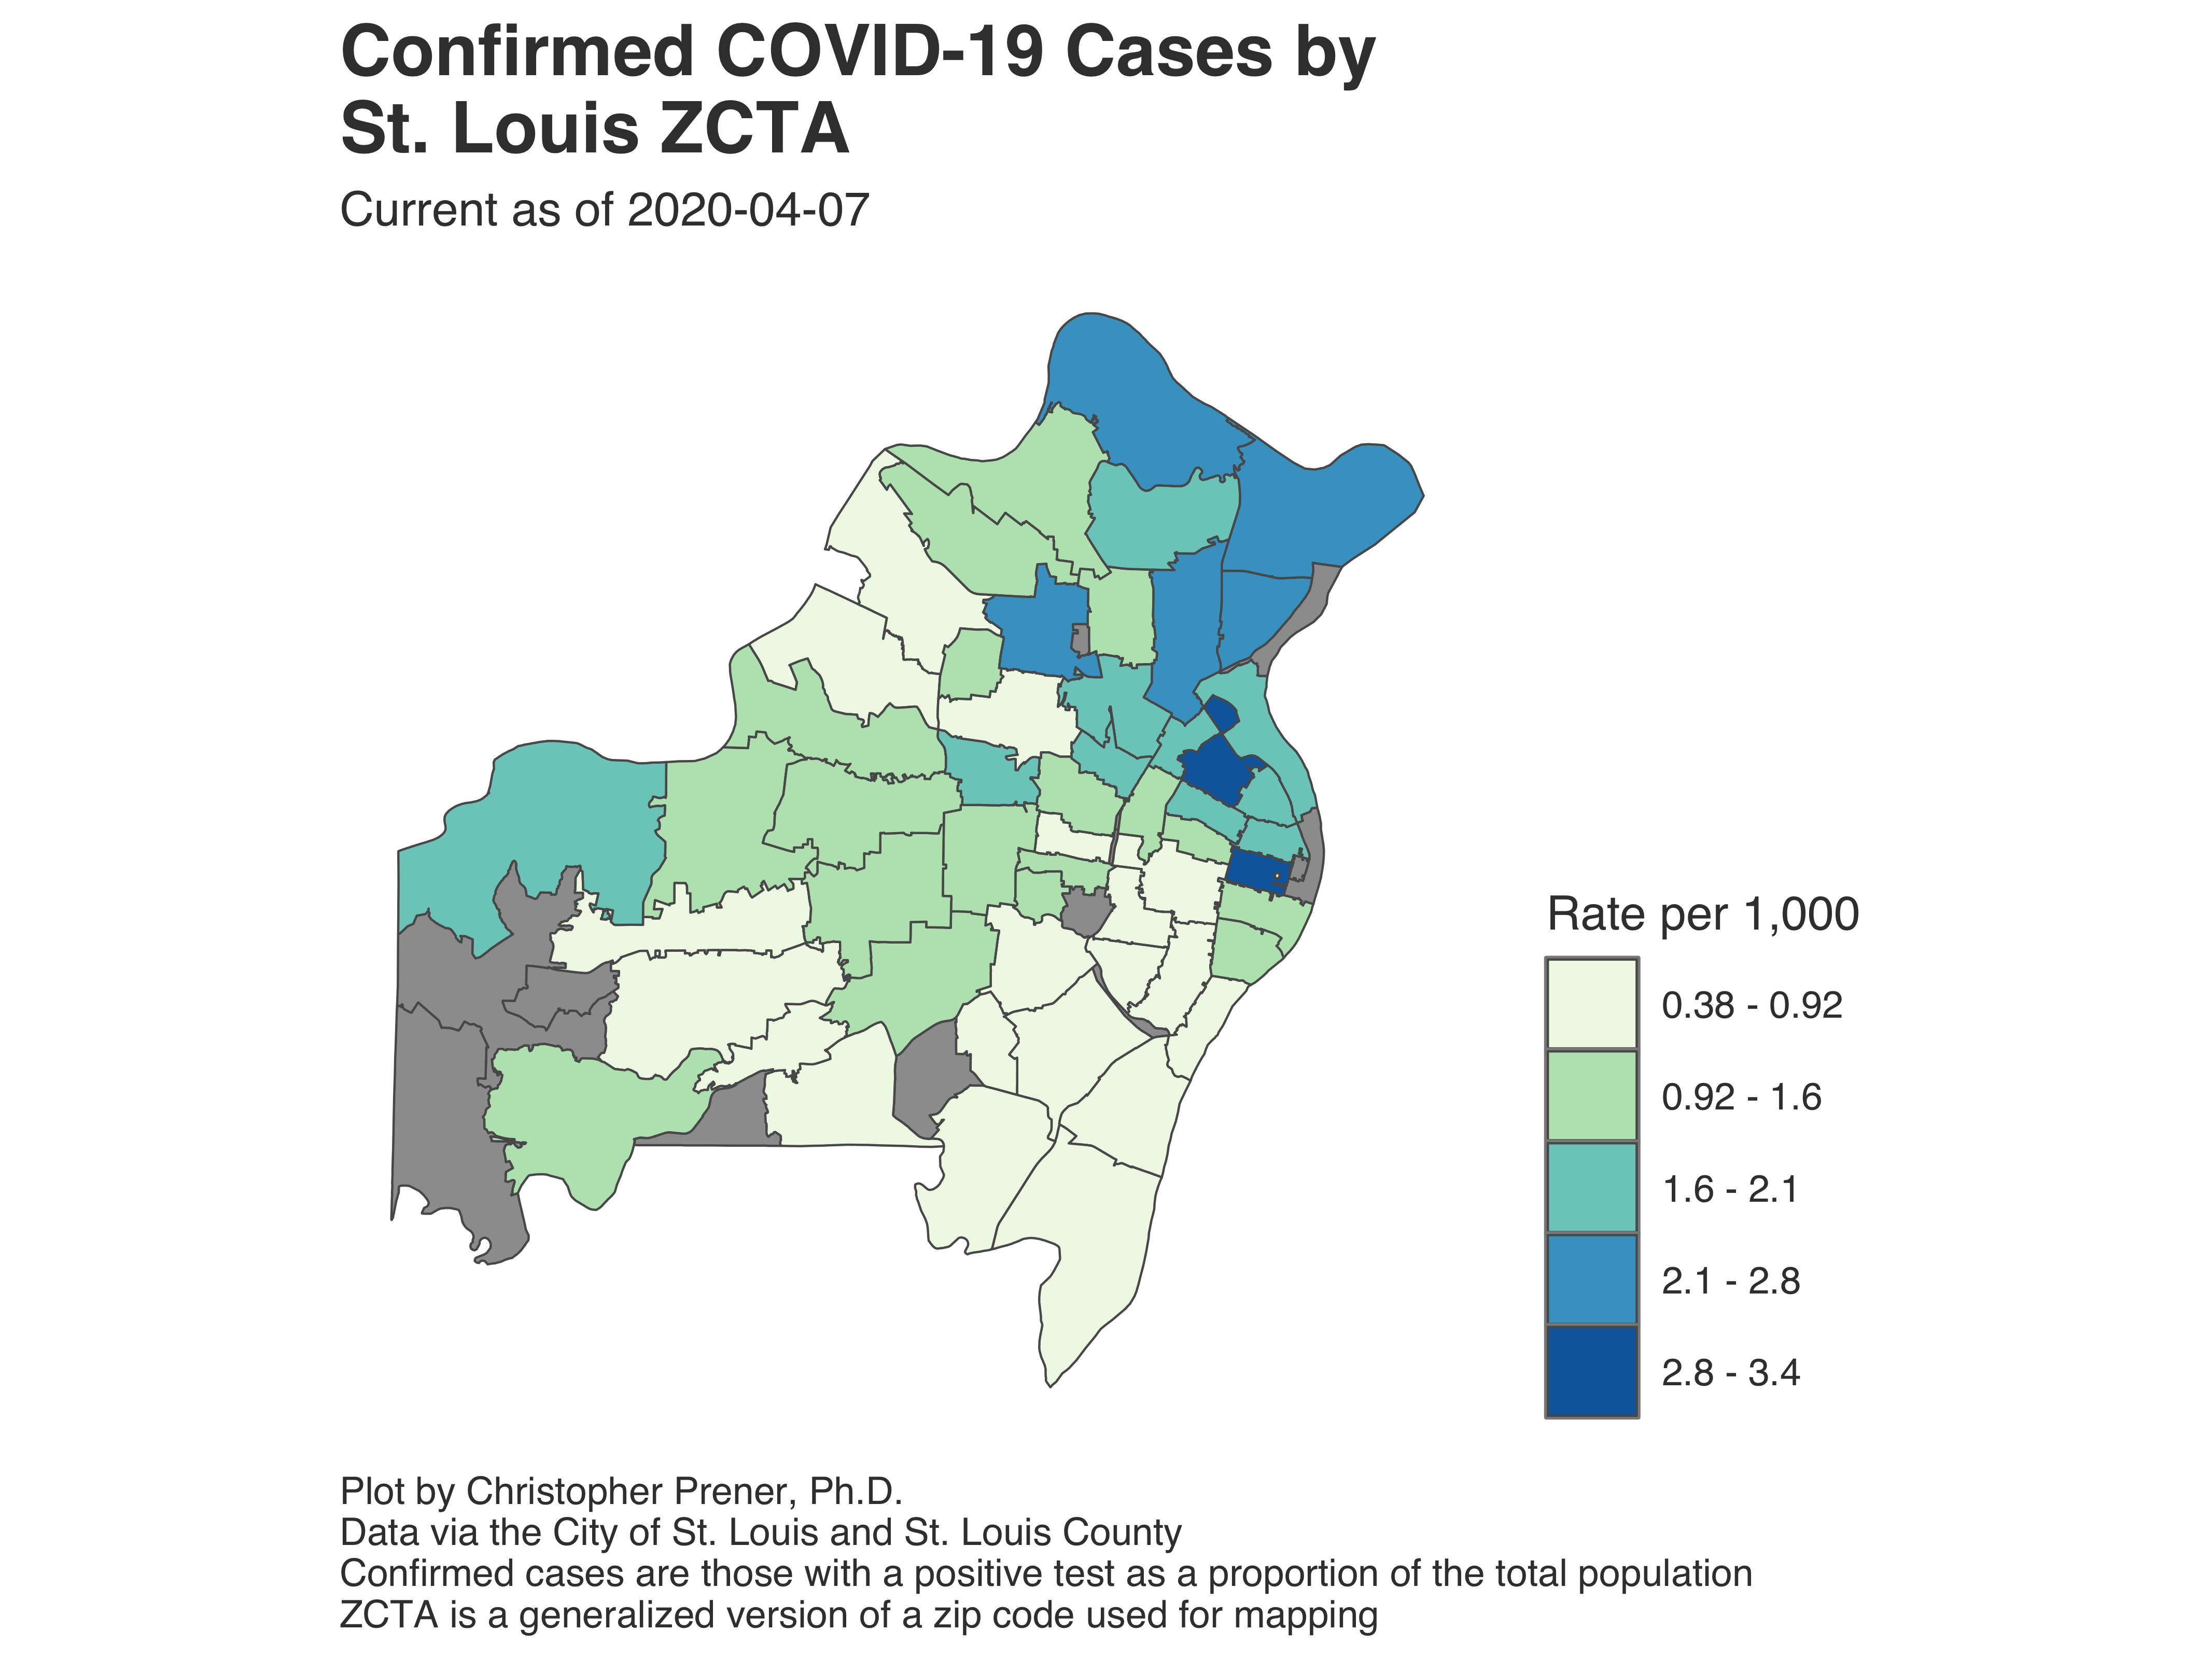 Confirmed COVID-19 Cases by
St. Louis ZCTA
Current as of 2020-04-07
Rate per 1,000
0.38 - 0.92
0.92 - 1.6
1.6 - 2.1
2.1 - 2.8
2.8 - 3.4
Plot by Christopher Prener, Ph.D.
Data via the City of St. Louis and St. Louis County
Confirmed cases are those with a positive test as a proportion of the total population
ZCTA is a generalized version of a zip code used for mapping